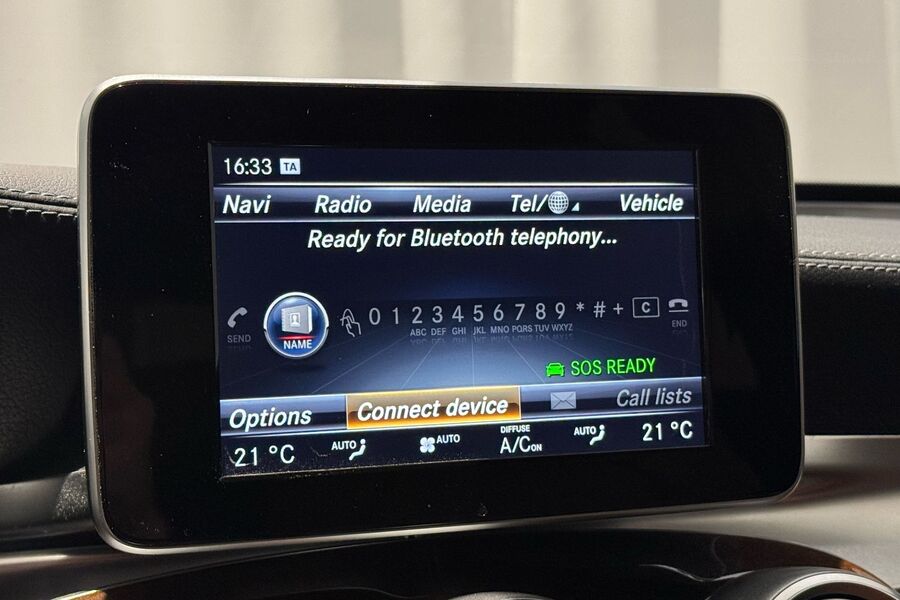 16:33 TA
Navi Radio Media Tel/ Vehicle
Ready for Bluetooth telephony...
SEND NAME 0 1 2 3 4 5 6 7 8 9 * # + C END
ABC DEF GHI JKL MNO PQRS TUV WXYZ
SOS READY
Options Connect device Call lists
21 °C AUTO AUTO DIFFUSE A/C ON AUTO 21 °C